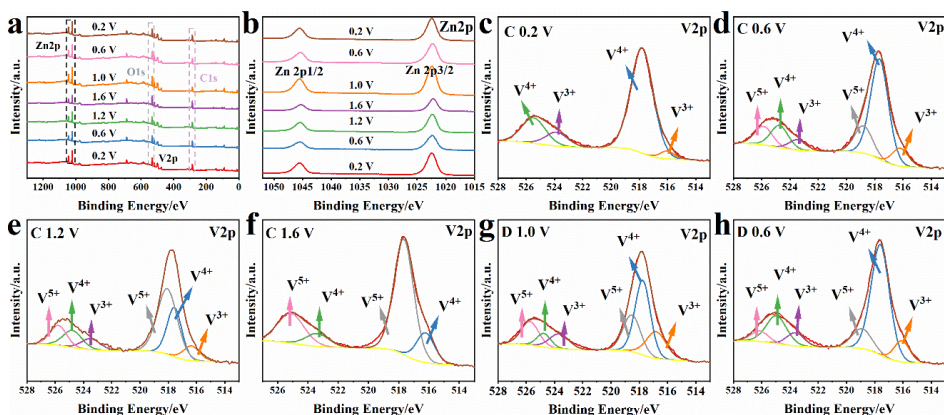 a
0.2 V
Zn2p
0.6 V
O1s
C1s
1.0 V
1.6 V
1.2 V
0.6 V
V2p
0.2 V
Intensity/a.u.
1200 1000 800 600 400 200 0
Binding Energy/eV
b
Zn2p
0.2 V
0.6 V
Zn 2p1/2
Zn 2p3/2
1.0 V
1.6 V
1.2 V
0.6 V
0.2 V
Intensity/a.u.
1050 1045 1040 1035 1030 1025 1020 1015
Binding Energy/eV
c
C 0.2 V
V2p
V4+
V4+
V3+
V3+
Intensity/a.u.
528 526 524 522 520 518 516 514
Binding Energy/eV
d
C 0.6 V
V2p
V4+
V4+
V5+
V3+
V5+
V3+
Intensity/a.u.
528 526 524 522 520 518 516 514
Binding Energy/eV
e
C 1.2 V
V2p
V5+
V4+
V3+
V5+
V4+
V3+
Intensity/a.u.
528 526 524 522 520 518 516 514
Binding Energy/eV
f
C 1.6 V
V2p
V5+
V4+
V5+
V4+
Intensity/a.u.
528 526 524 522 520 518 516 514
Binding Energy/eV
g
D 1.0 V
V2p
V4+
V5+
V4+
V3+
V5+
V3+
Intensity/a.u.
528 526 524 522 520 518 516 514
Binding Energy/eV
h
D 0.6 V
V2p
V4+
V5+
V4+
V3+
V5+
V3+
Intensity/a.u.
528 526 524 522 520 518 516 514
Binding Energy/eV